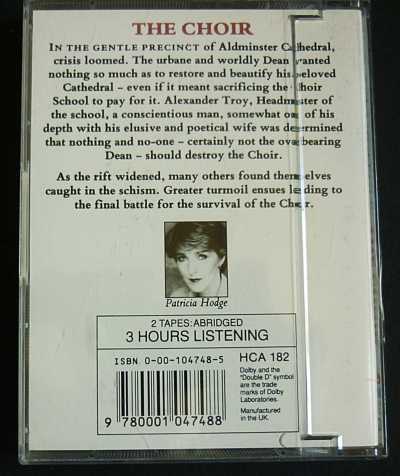 THE CHOIR
IN THE GENTLE PRECINCT of Aldminster Cathedral,
crisis loomed. The urbane and worldly Dean wanted
nothing so much as to restore and beautify his beloved
Cathedral – even if it meant sacrificing the Choir
School to pay for it. Alexander Troy, Headmaster of
the school, a conscientious man, somewhat out of his
depth with his elusive and poetical wife was determined
that nothing and no-one – certainly not the overbearing
Dean – should destroy the Choir.
As the rift widened, many others found themselves
caught in the schism. Greater turmoil ensues leading to
the final battle for the survival of the Choir.
Patricia Hodge
2 TAPES:ABRIDGED
3 HOURS LISTENING
ISBN 0-00-104748-5
HCA 182
Dolby and the
"Double D" symbol
are the trade
marks of Dolby
Laboratories.
Manufactured
in the UK.
9 780001 047488